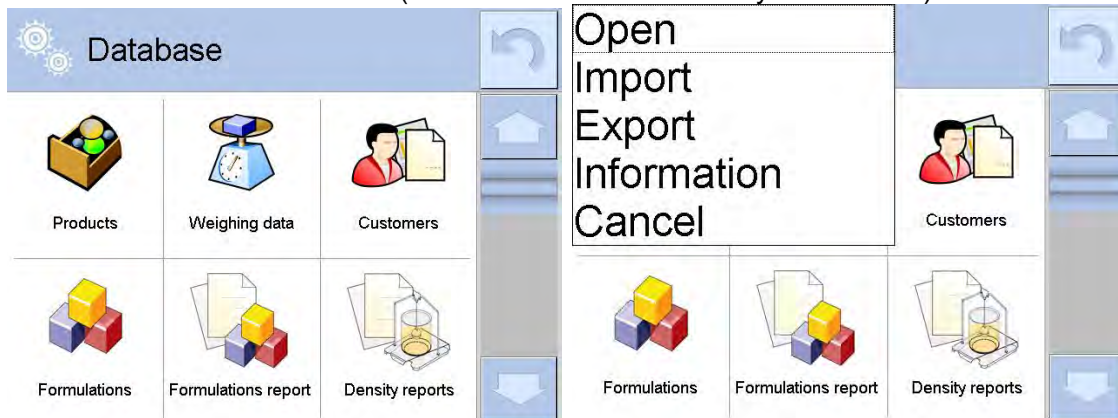 Database
Products
Weighing data
Customers
Formulations
Formulations report
Density reports
Open
Import
Export
Information
Cancel
Customers
Formulations
Formulations report
Density reports